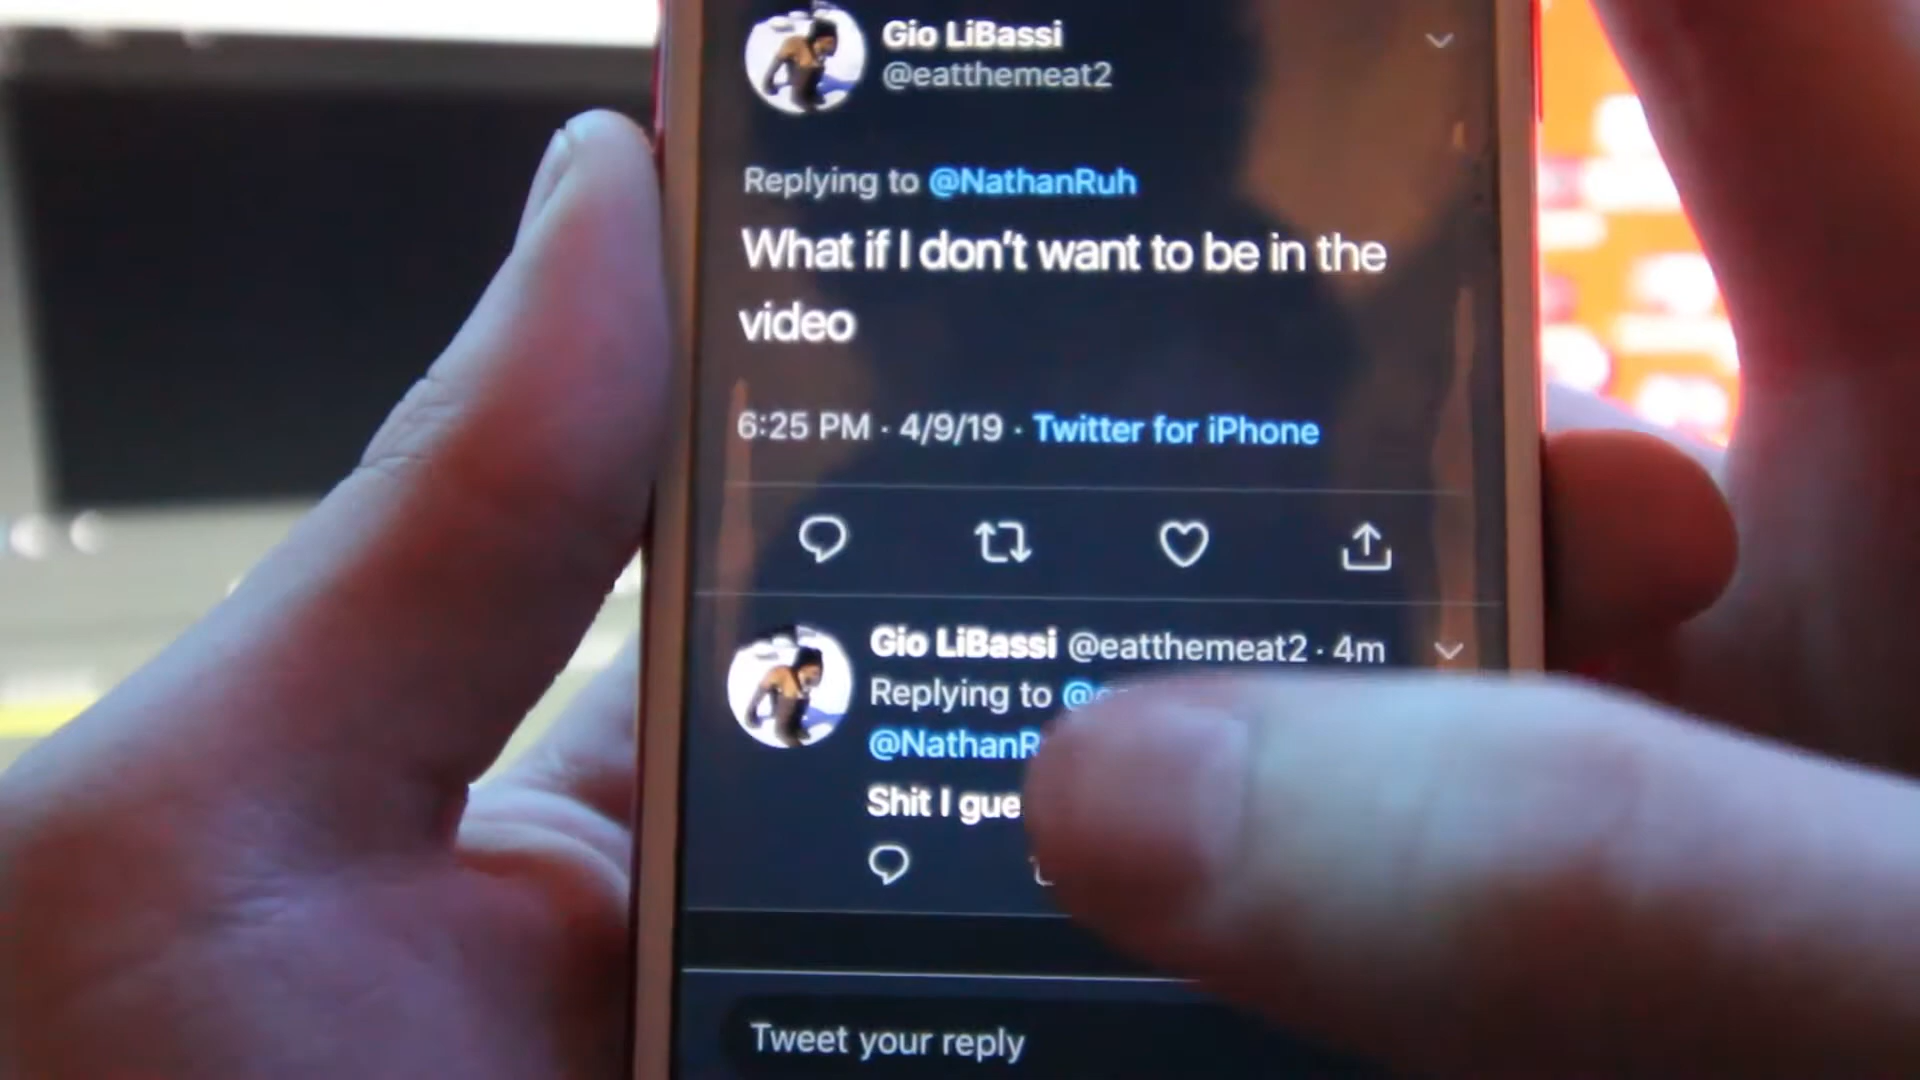 Gio LiBassi
@eatthemeat2
Replying to @NathanRuh
What if I don't want to be in the
video
6:25 PM · 4/9/19 · Twitter for iPhone
Gio LiBassi @eatthemeat2 · 4m
Replying to
Shit I
Tweet your reply